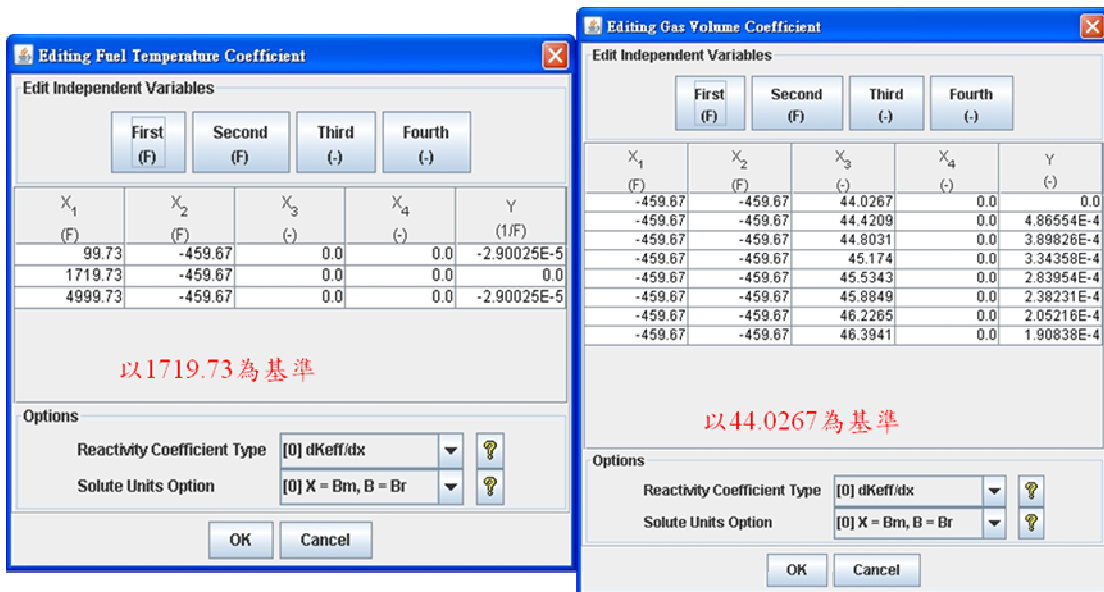 Editing Fuel Temperature Coefficient
Edit Independent Variables
First Second Third Fourth
(F) (F) (-) (-)
X1 X2 X3 X4 Y
(F) (F) (-) (-) (1/F)
99.73 -459.67 0.0 0.0 -2.90025E-5
1719.73 -459.67 0.0 0.0 0.0
4999.73 -459.67 0.0 0.0 -2.90025E-5
以1719.73為基準
Options
Reactivity Coefficient Type [0] dKeff/dx ?
Solute Units Option [0] X = Bm, B = Br ?
OK Cancel
Editing Gas Volume Coefficient
Edit Independent Variables
First Second Third Fourth
(F) (F) (-) (-)
X1 X2 X3 X4 Y
(F) (F) (-) (-) (-)
-459.67 -459.67 44.0267 0.0 0.0
-459.67 -459.67 44.4209 0.0 4.86554E-4
-459.67 -459.67 44.8031 0.0 3.89826E-4
-459.67 -459.67 45.174 0.0 3.34358E-4
-459.67 -459.67 45.5343 0.0 2.83954E-4
-459.67 -459.67 45.8849 0.0 2.38231E-4
-459.67 -459.67 46.2265 0.0 2.05216E-4
-459.67 -459.67 46.3941 0.0 1.90838E-4
以44.0267為基準
Options
Reactivity Coefficient Type [0] dKeff/dx ?
Solute Units Option [0] X = Bm, B = Br ?
OK Cancel